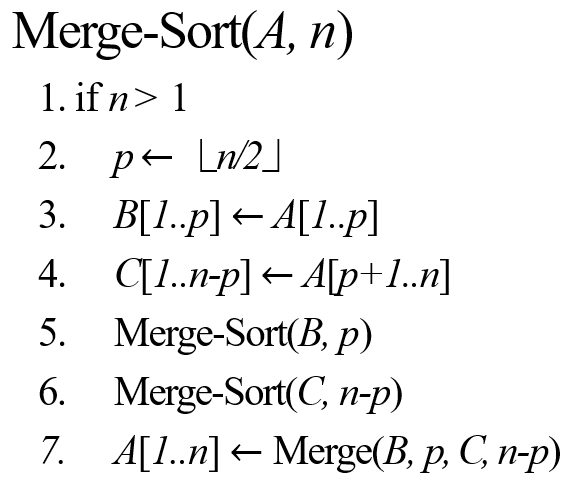 Merge-Sort(A, n)
1. if n > 1
2. p ← ⌊n/2⌋
3. B[1..p] ← A[1..p]
4. C[1..n-p] ← A[p+1..n]
5. Merge-Sort(B, p)
6. Merge-Sort(C, n-p)
7. A[1..n] ← Merge(B, p, C, n-p)